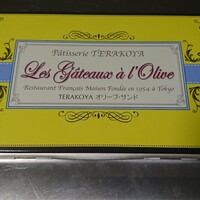 Pâtisserie TERAKOYA
Les Gâteaux à l'Olive
Restaurant Français Maison Fondée en 1954 à Tokyo
TERAKOYA オリーブ・サンド